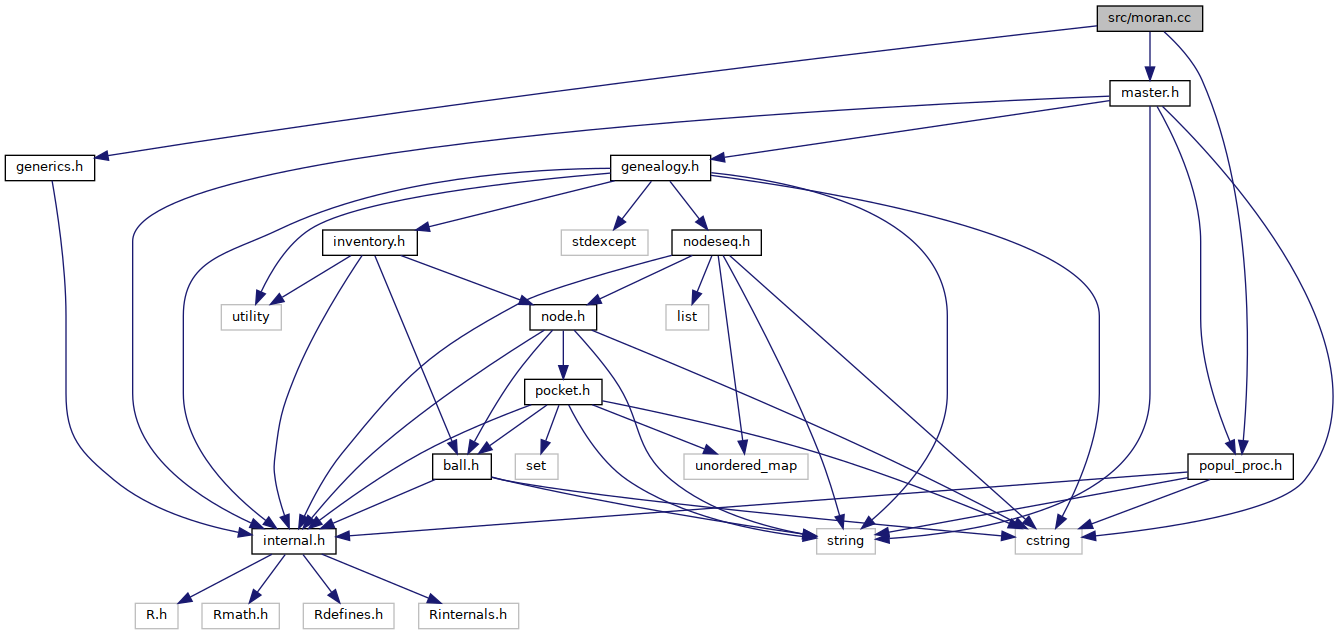 src/moran.cc
master.h
generics.h
genealogy.h
inventory.h
stdexcept
nodeseq.h
utility
node.h
list
pocket.h
ball.h
set
unordered_map
popul_proc.h
internal.h
string
cstring
R.h
Rmath.h
Rdefines.h
Rinternals.h